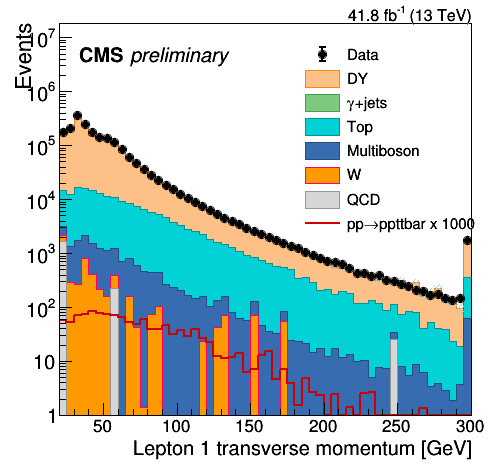 41.8 fb⁻¹ (13 TeV)
Events
CMS preliminary
Data
DY
γ+jets
Top
Multiboson
W
QCD
pp→ppttbar x 1000
10⁷
10⁶
10⁵
10⁴
10³
10²
10
1
50 100 150 200 250 300
Lepton 1 transverse momentum [GeV]